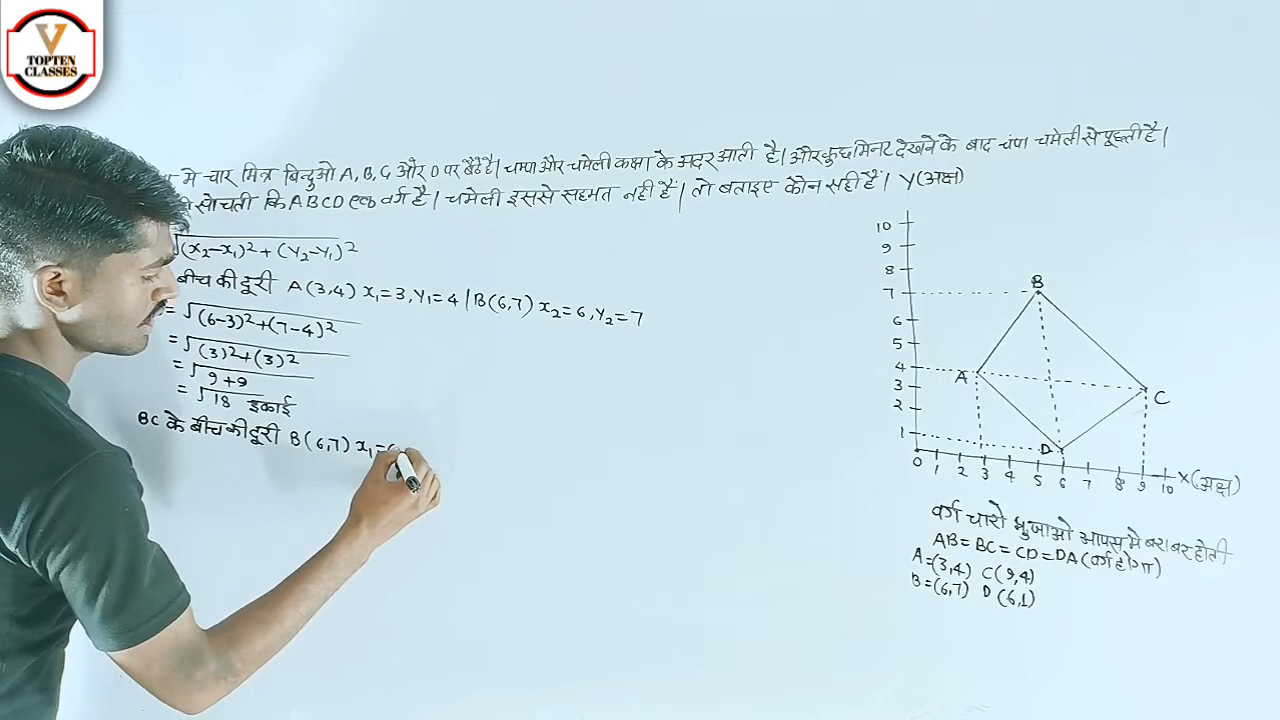 V
TOPTEN
CLASSES
मे चार मित्र बिन्दुओ A, B, C और D पर बैठे है। चम्पा और चमेली कक्षा के अन्दर आती है। और कुछ मिनट देखने के बाद चंपा चमेली से पूछती है।
सोचती कि ABCD एक वर्ग है। चमेली इससे सहमत नही है। तो बताइए कौन सही है।
√(x₂-x₁)²+(y₂-y₁)²
बीच की दूरी A(3,4) x₁=3, y₁=4 | B(6,7) x₂=6, y₂=7
= √(6-3)²+(7-4)²
= √(3)²+(3)²
= √9+9
= √18 इकाई
BC के बीच की दूरी B(6,7) x₁=
Y(अक्ष)
10
9
8
7
6
5
4
3
2
1
B
A
C
D
0 1 2 3 4 5 6 7 8 9 10 X(अक्ष)
वर्ग चारो भुजाओ आपस मे बराबर होती
AB=BC=CD=DA (वर्ग होगा)
A=(3,4) C(9,4)
B=(6,7) D(6,1)